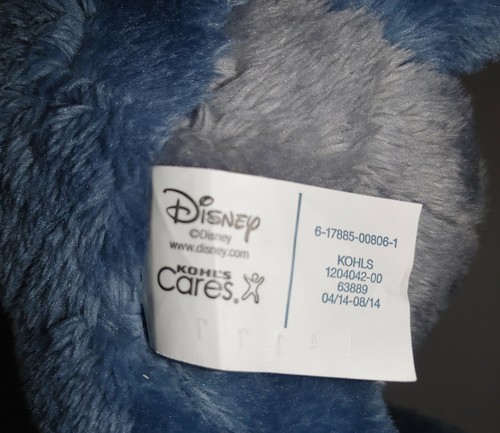 Disney
©Disney
www.disney.com
KOHL'S
Cares.
6-17885-00806-1
KOHLS
1204042-00
63889
04/14-08/14